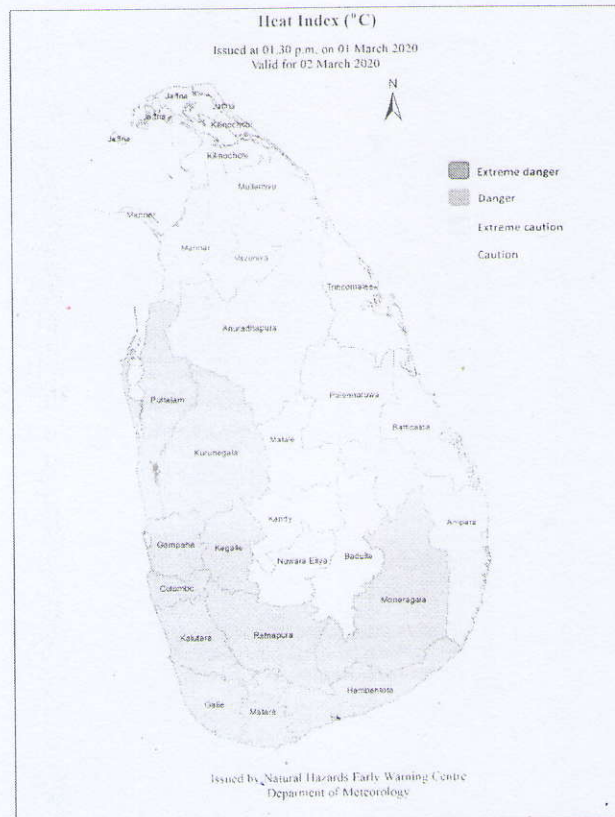 Heat Index (°C)
Issued at 01.30 p.m. on 01 March 2020
Valid for 02 March 2020
N
Jaffna
Jaffna
Jaffna
Kilinochchi
Jaffna
Kilinochchi
Mullaitivu
Extreme danger
Danger
Mannar
Extreme caution
Mannar
Vavuniya
Caution
Trincomalee
Anuradhapura
Puttalam
Polonnaruwa
Batticaloa
Matale
Kurunegala
Kandy
Ampara
Gampaha
Kegalle
Nuwara Eliya
Badulla
Colombo
Moneragala
Kalutara
Ratnapura
Hambantota
Galle
Matara
Issued by Natural Hazards Early Warning Centre
Deparment of Meteorology